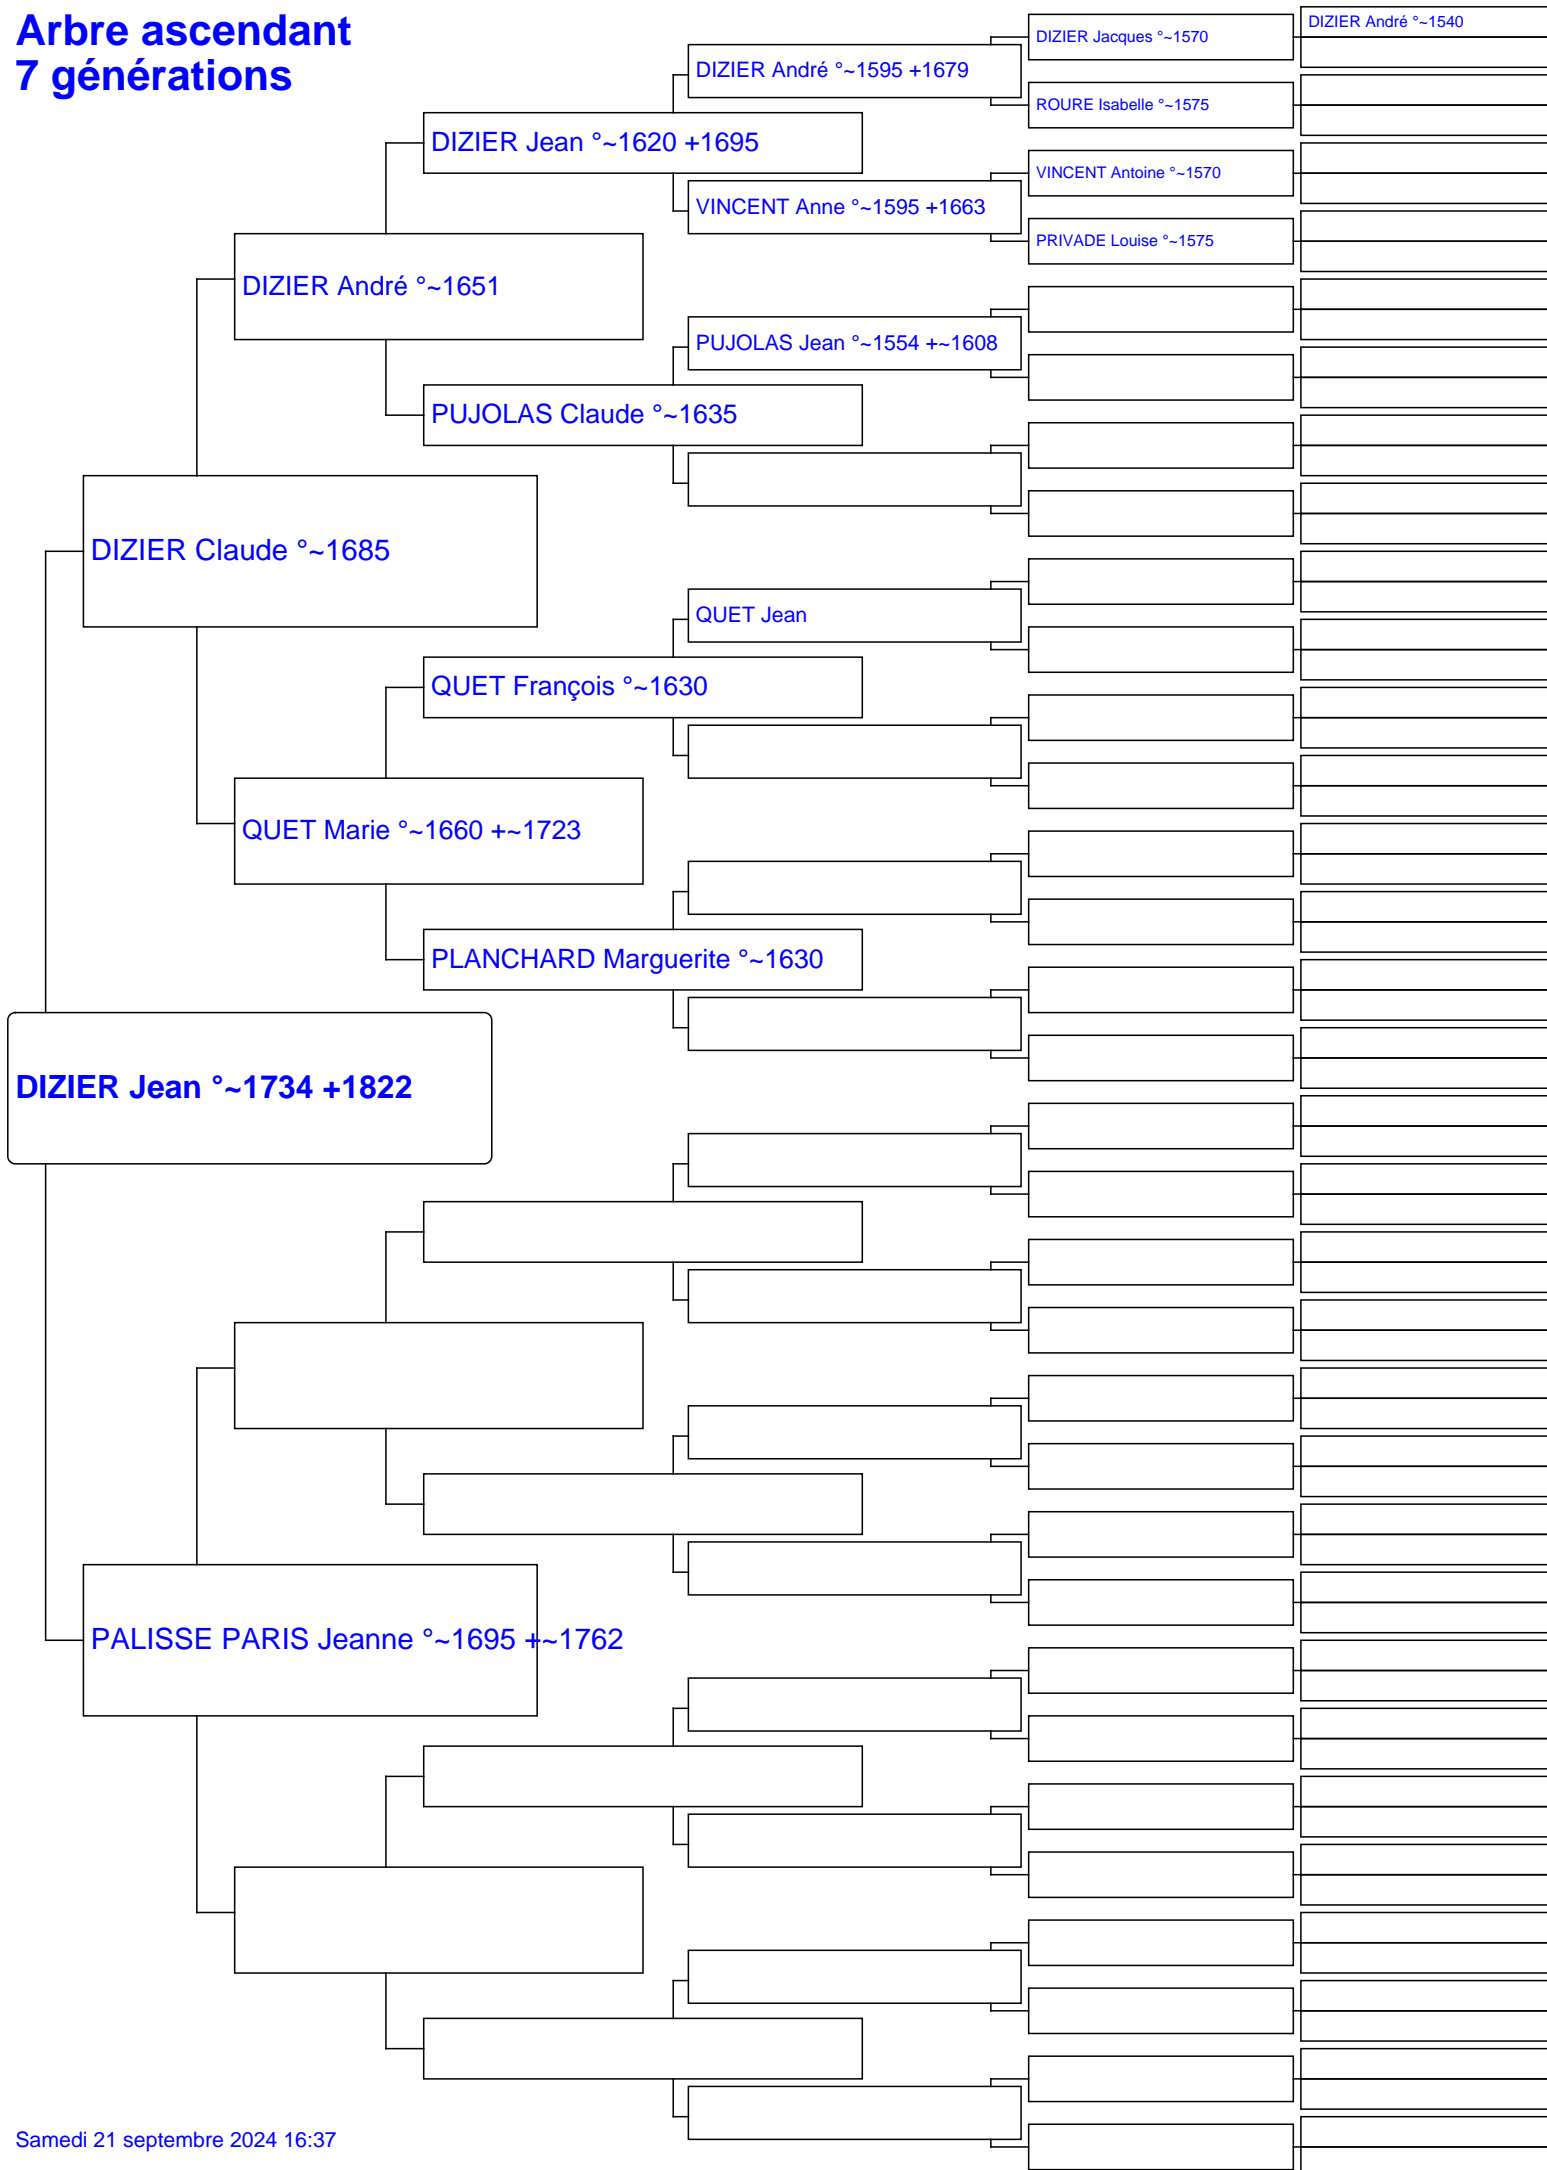 Arbre ascendant
7 générations
DIZIER André °~1540
DIZIER Jacques °~1570
DIZIER André °~1595 +1679
ROURE Isabelle °~1575
DIZIER Jean °~1620 +1695
VINCENT Antoine °~1570
VINCENT Anne °~1595 +1663
PRIVADE Louise °~1575
DIZIER André °~1651
PUJOLAS Jean °~1554 +~1608
PUJOLAS Claude °~1635
DIZIER Claude °~1685
QUET Jean
QUET François °~1630
QUET Marie °~1660 +~1723
PLANCHARD Marguerite °~1630
DIZIER Jean °~1734 +1822
PALISSE PARIS Jeanne °~1695 +~1762
Samedi 21 septembre 2024 16:37